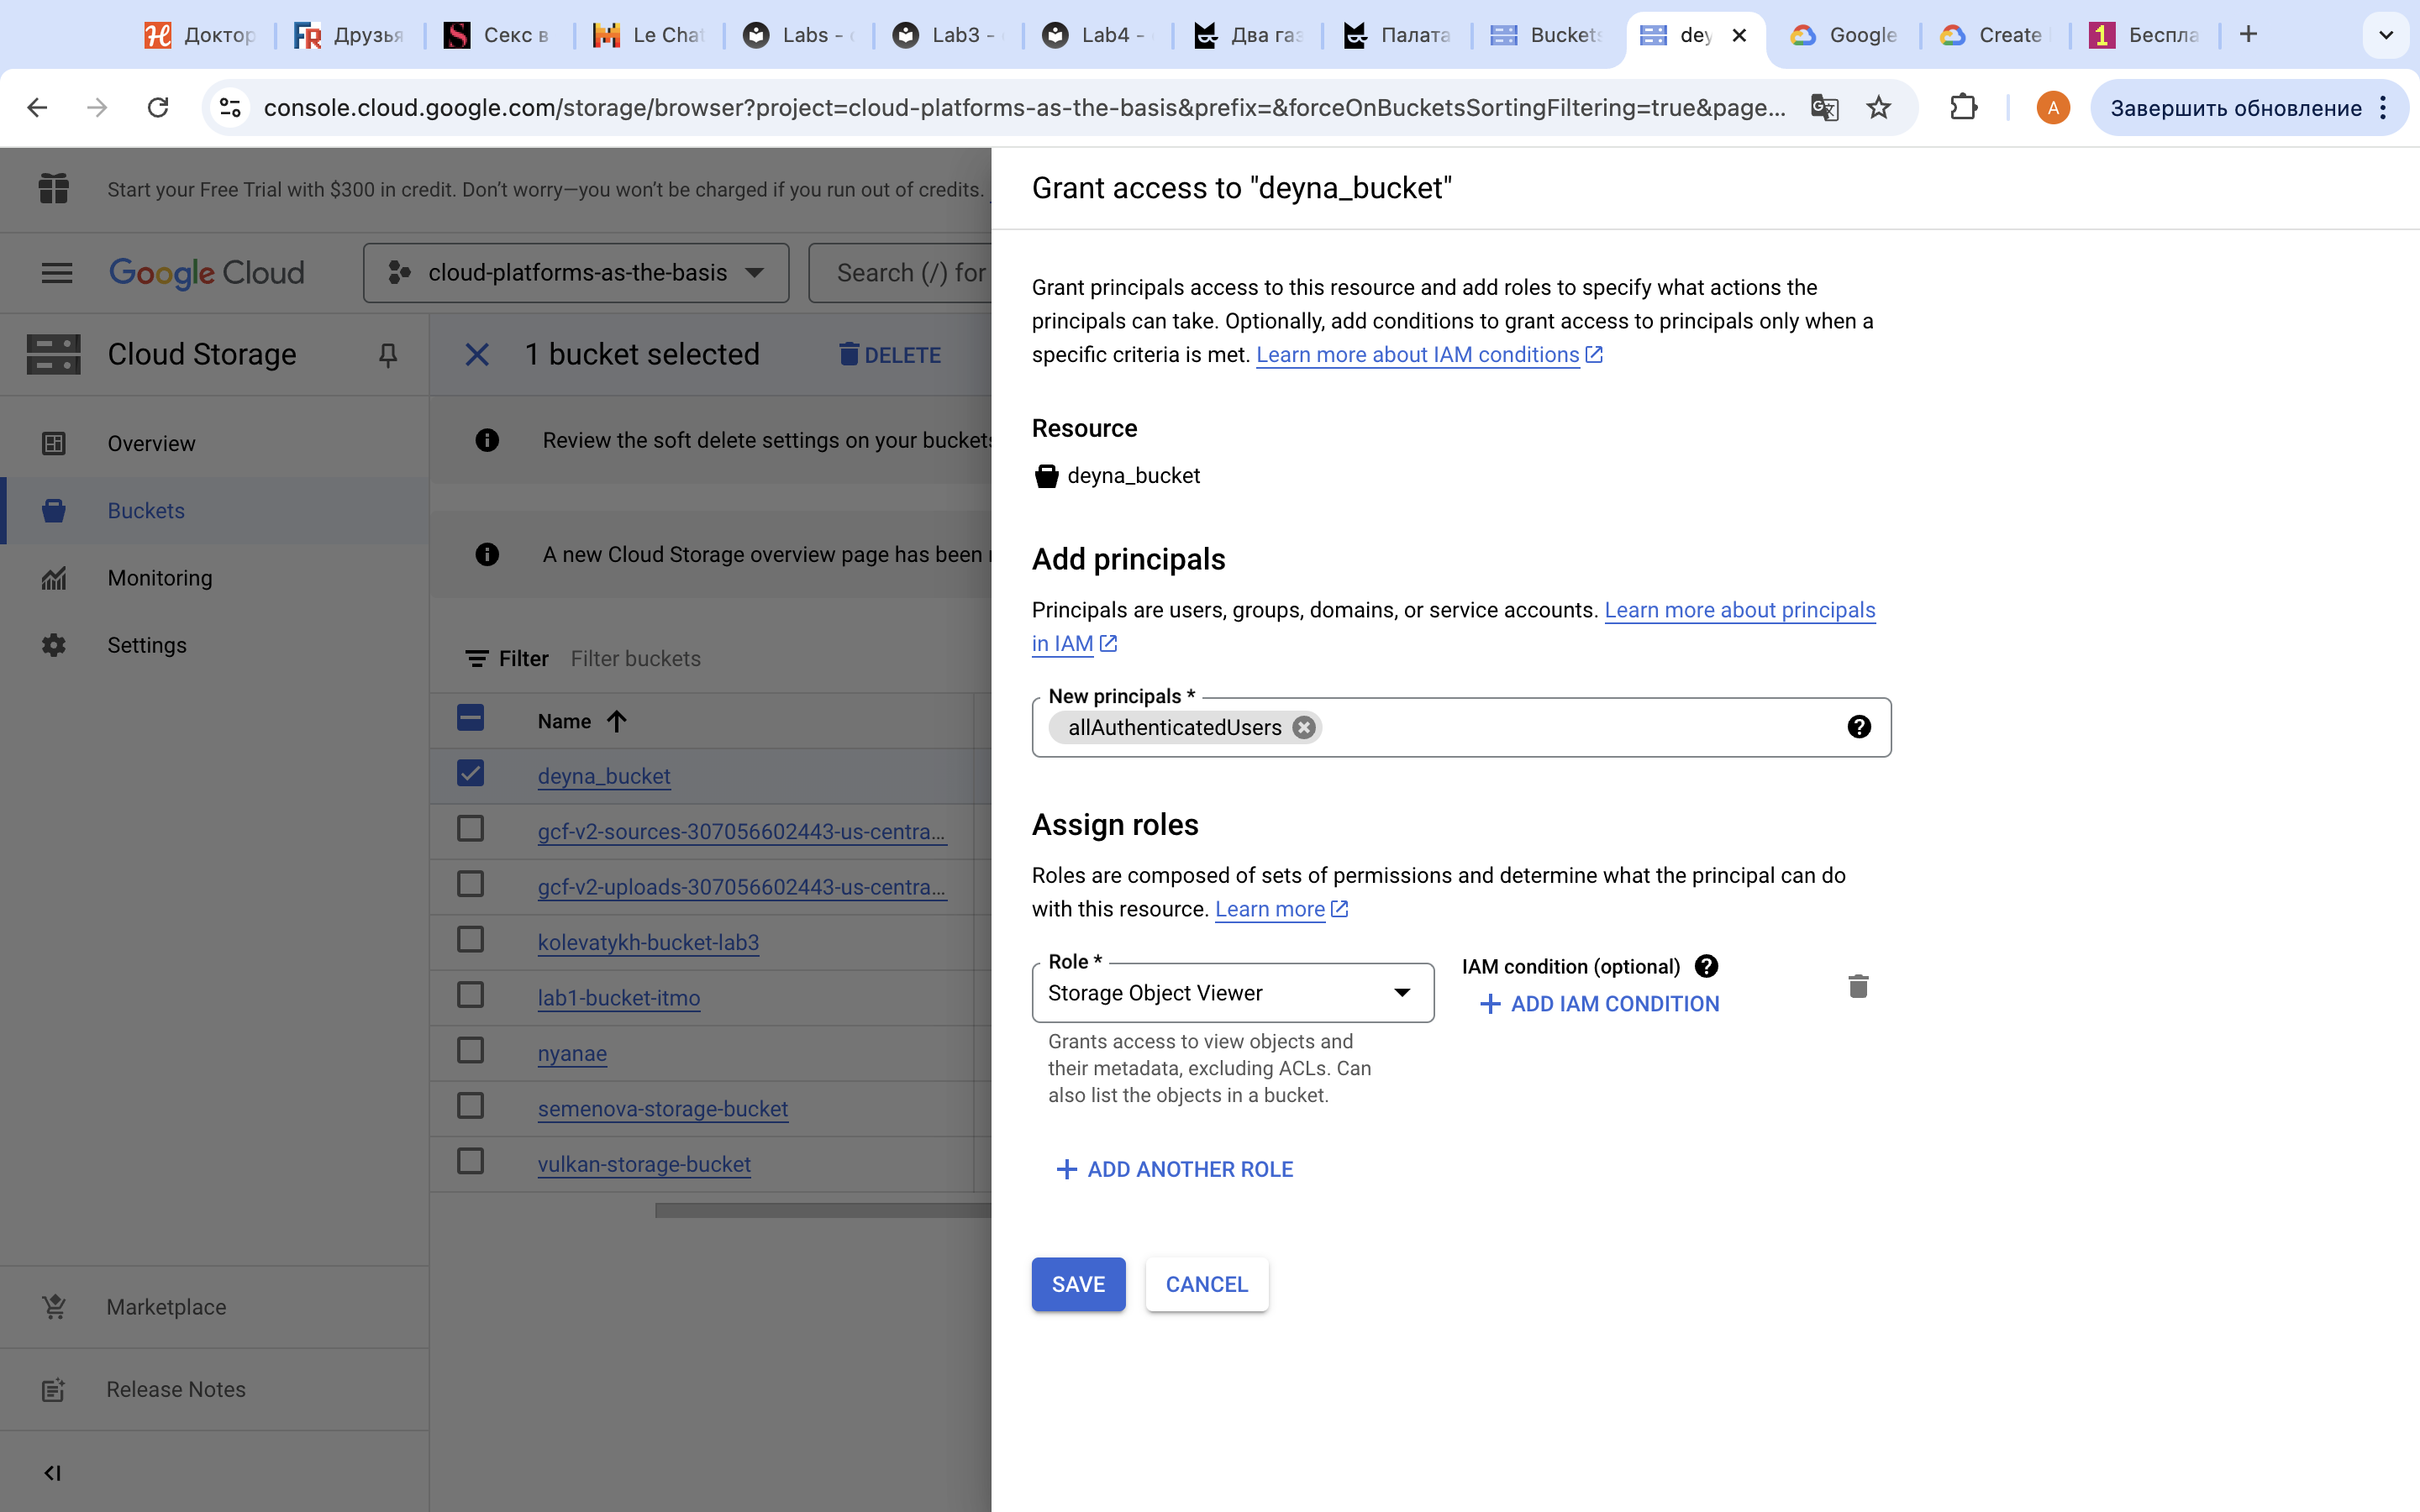 Доктор
Друзья
Секс в
Le Chat
Labs -
Lab3 -
Lab4 -
Два газ
Палата
Buckets
dey
Google
Create
Беспла
console.cloud.google.com/storage/browser?project=cloud-platforms-as-the-basis&prefix=&forceOnBucketsSortingFiltering=true&page...
A
Завершить обновление
Start your Free Trial with $300 in credit. Don't worry—you won't be charged if you run out of credits.
Google Cloud
cloud-platforms-as-the-basis
Search (/) for
Cloud Storage
1 bucket selected
DELETE
Overview
Buckets
Monitoring
Settings
Marketplace
Release Notes
Review the soft delete settings on your buckets
A new Cloud Storage overview page has been
Filter Filter buckets
Name
deyna_bucket
gcf-v2-sources-307056602443-us-centra...
gcf-v2-uploads-307056602443-us-centra...
kolevatykh-bucket-lab3
lab1-bucket-itmo
nyanae
semenova-storage-bucket
vulkan-storage-bucket
Grant access to "deyna_bucket"
Grant principals access to this resource and add roles to specify what actions the
principals can take. Optionally, add conditions to grant access to principals only when a
specific criteria is met. Learn more about IAM conditions
Resource
deyna_bucket
Add principals
Principals are users, groups, domains, or service accounts. Learn more about principals
in IAM
New principals *
allAuthenticatedUsers
Assign roles
Roles are composed of sets of permissions and determine what the principal can do
with this resource. Learn more
Role *
Storage Object Viewer
IAM condition (optional)
ADD IAM CONDITION
Grants access to view objects and
their metadata, excluding ACLs. Can
also list the objects in a bucket.
ADD ANOTHER ROLE
SAVE
CANCEL